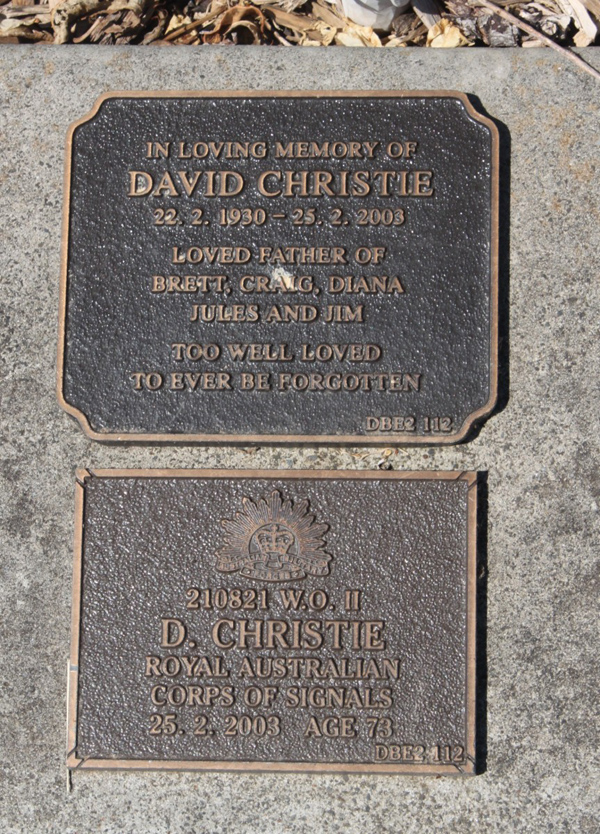 IN LOVING MEMORY OF
DAVID CHRISTIE
22. 2. 1930 – 25. 2. 2003
LOVED FATHER OF
BRETT, CRAIG, DIANA
JULES AND JIM
TOO WELL LOVED
TO EVER BE FORGOTTEN
DBE2 112
210821 W.O. II
D. CHRISTIE
ROYAL AUSTRALIAN
CORPS OF SIGNALS
25. 2. 2003 AGE 73
DBE2 112